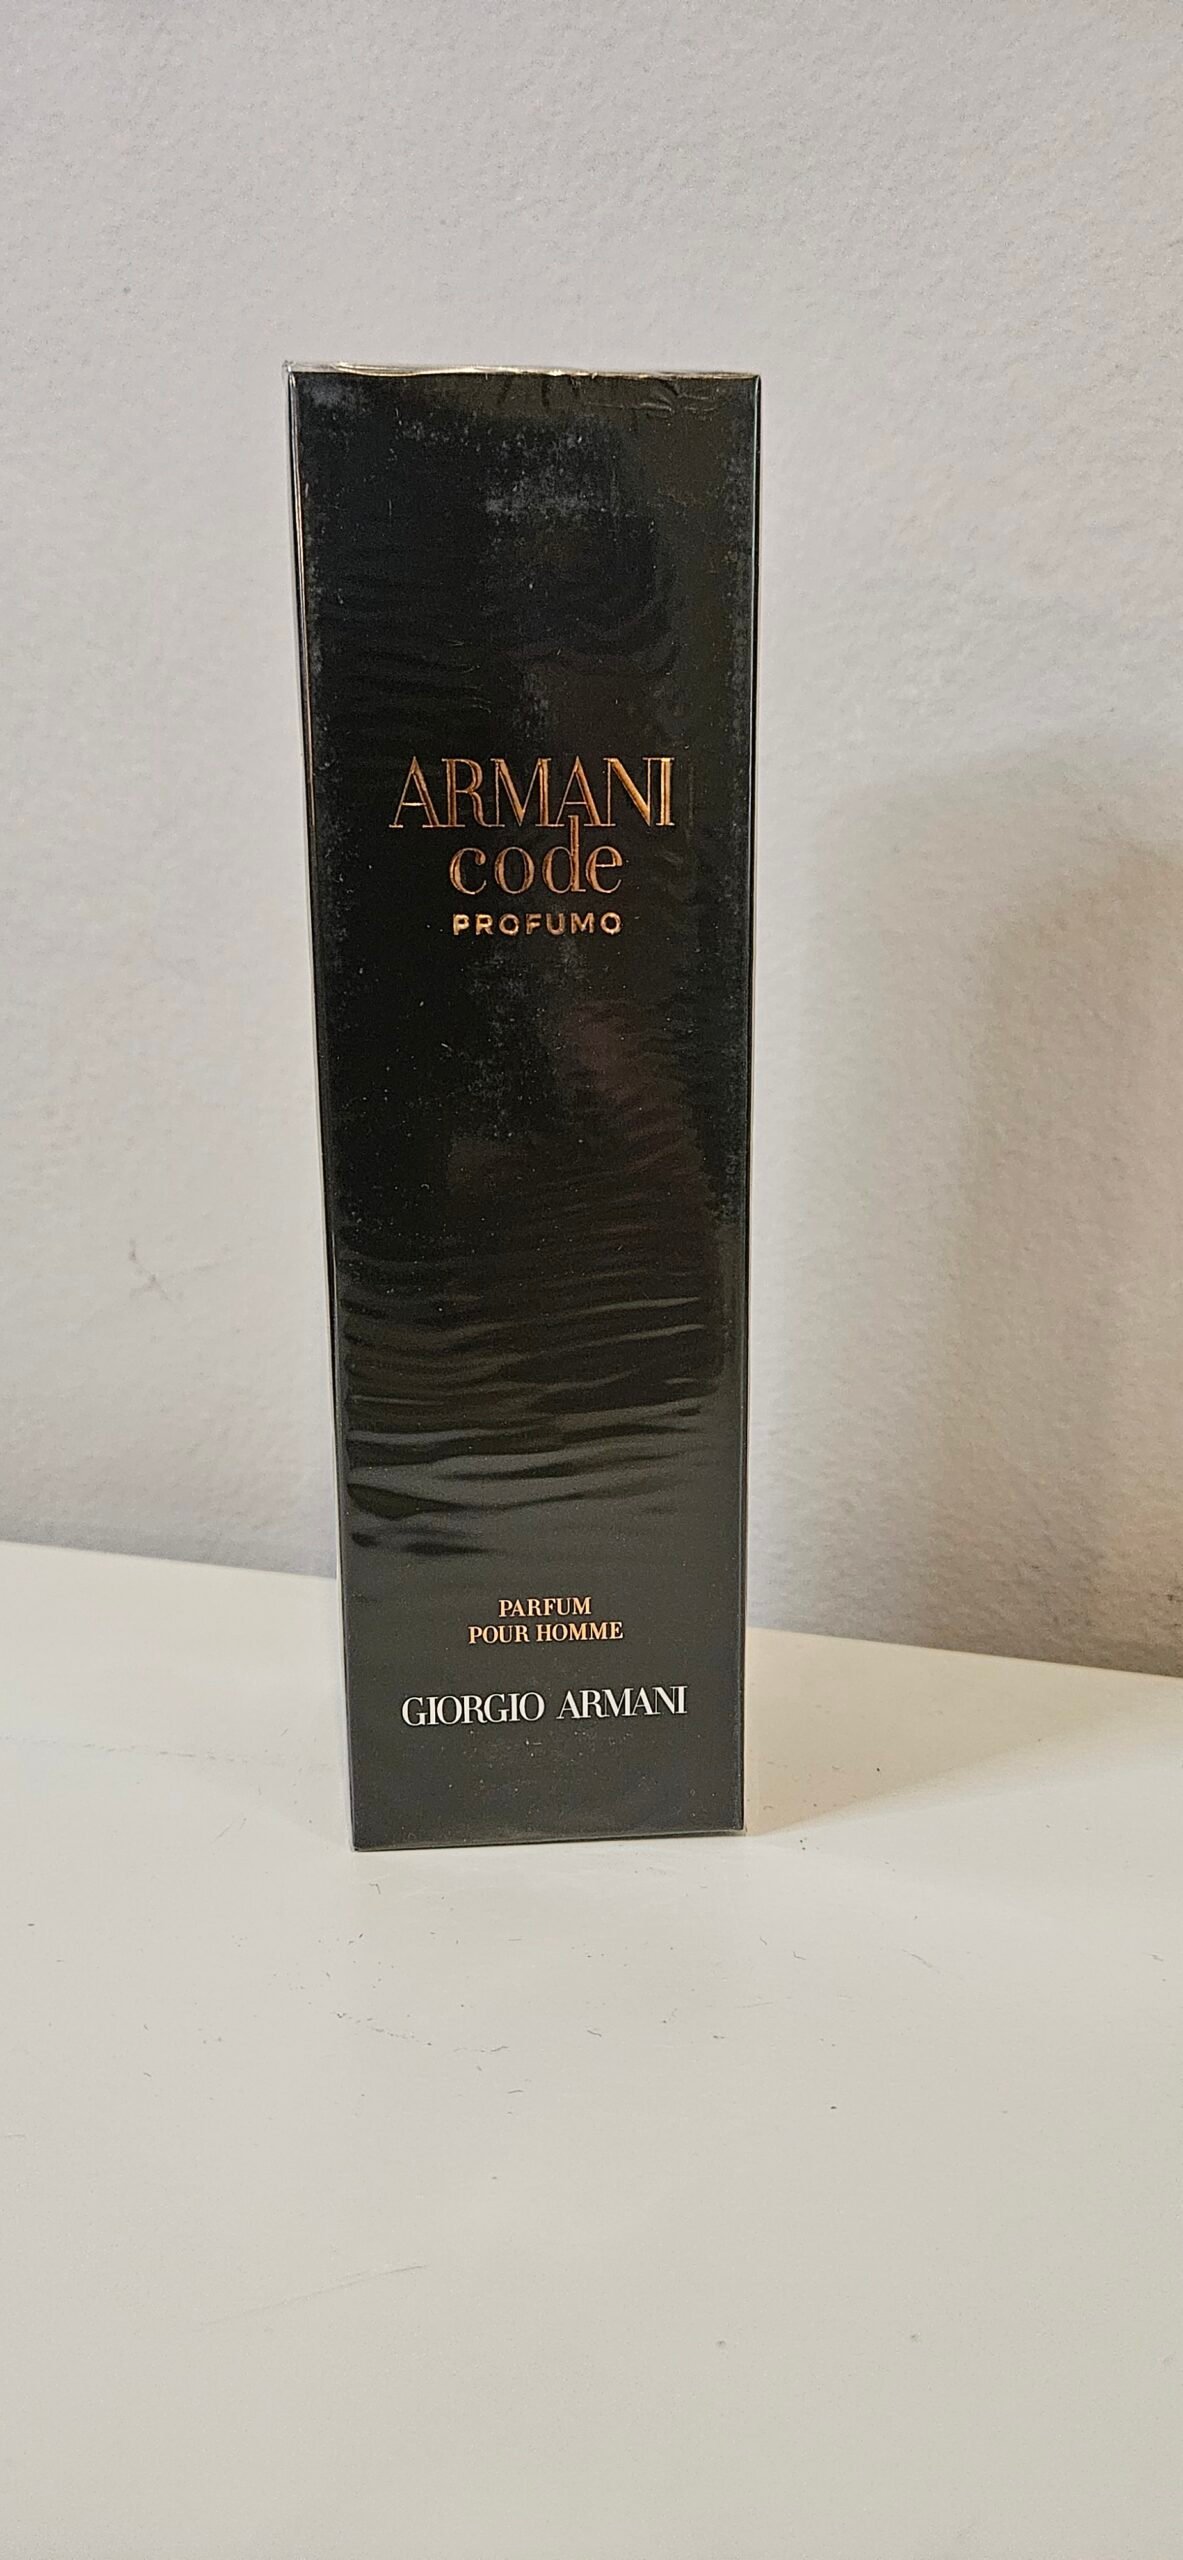 ARMANI
code
PROFUMO
PARFUM
POUR HOMME
GIORGIO ARMANI